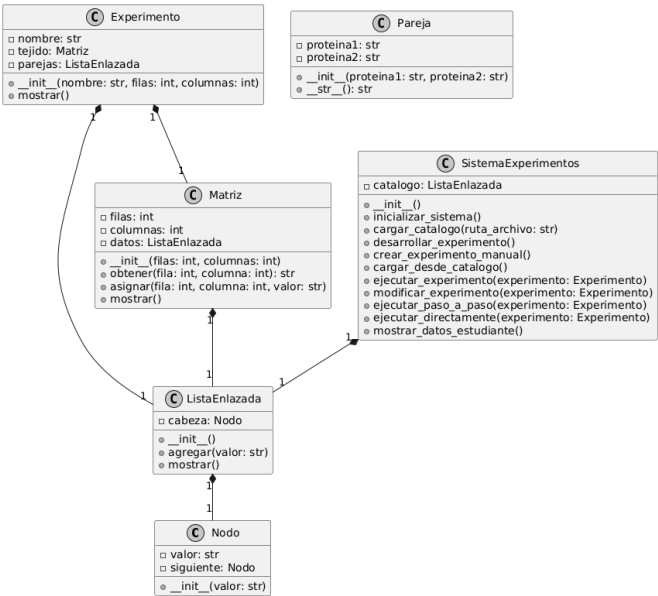 C Experimento
nombre: str
tejido: Matriz
parejas: ListaEnlazada
__init__(nombre: str, filas: int, columnas: int)
mostrar()
C Pareja
proteina1: str
proteina2: str
__init__(proteina1: str, proteina2: str)
__str__(): str
1
1
1
C Matriz
filas: int
columnas: int
datos: ListaEnlazada
__init__(filas: int, columnas: int)
obtener(fila: int, columna: int): str
asignar(fila: int, columna: int, valor: str)
mostrar()
C SistemaExperimentos
catalogo: ListaEnlazada
__init__()
inicializar_sistema()
cargar_catalogo(ruta_archivo: str)
desarrollar_experimento()
crear_experimento_manual()
cargar_desde_catalogo()
ejecutar_experimento(experimento: Experimento)
modificar_experimento(experimento: Experimento)
ejecutar_paso_a_paso(experimento: Experimento)
ejecutar_directamente(experimento: Experimento)
mostrar_datos_estudiante()
1
1
1
1
1
C ListaEnlazada
cabeza: Nodo
__init__()
agregar(valor: str)
mostrar()
1
1
C Nodo
valor: str
siguiente: Nodo
__init__(valor: str)